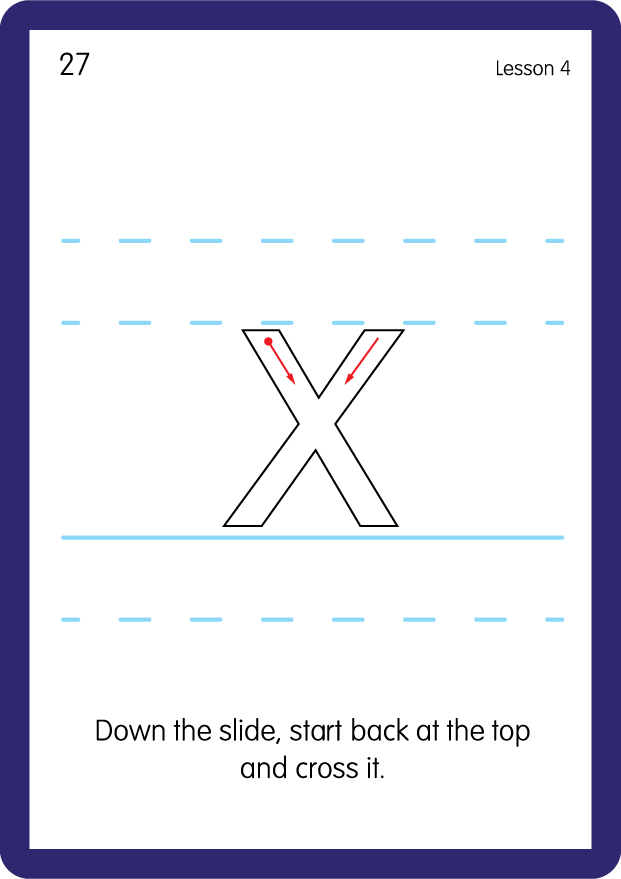 27
Lesson 4
x
Down the slide, start back at the top
and cross it.